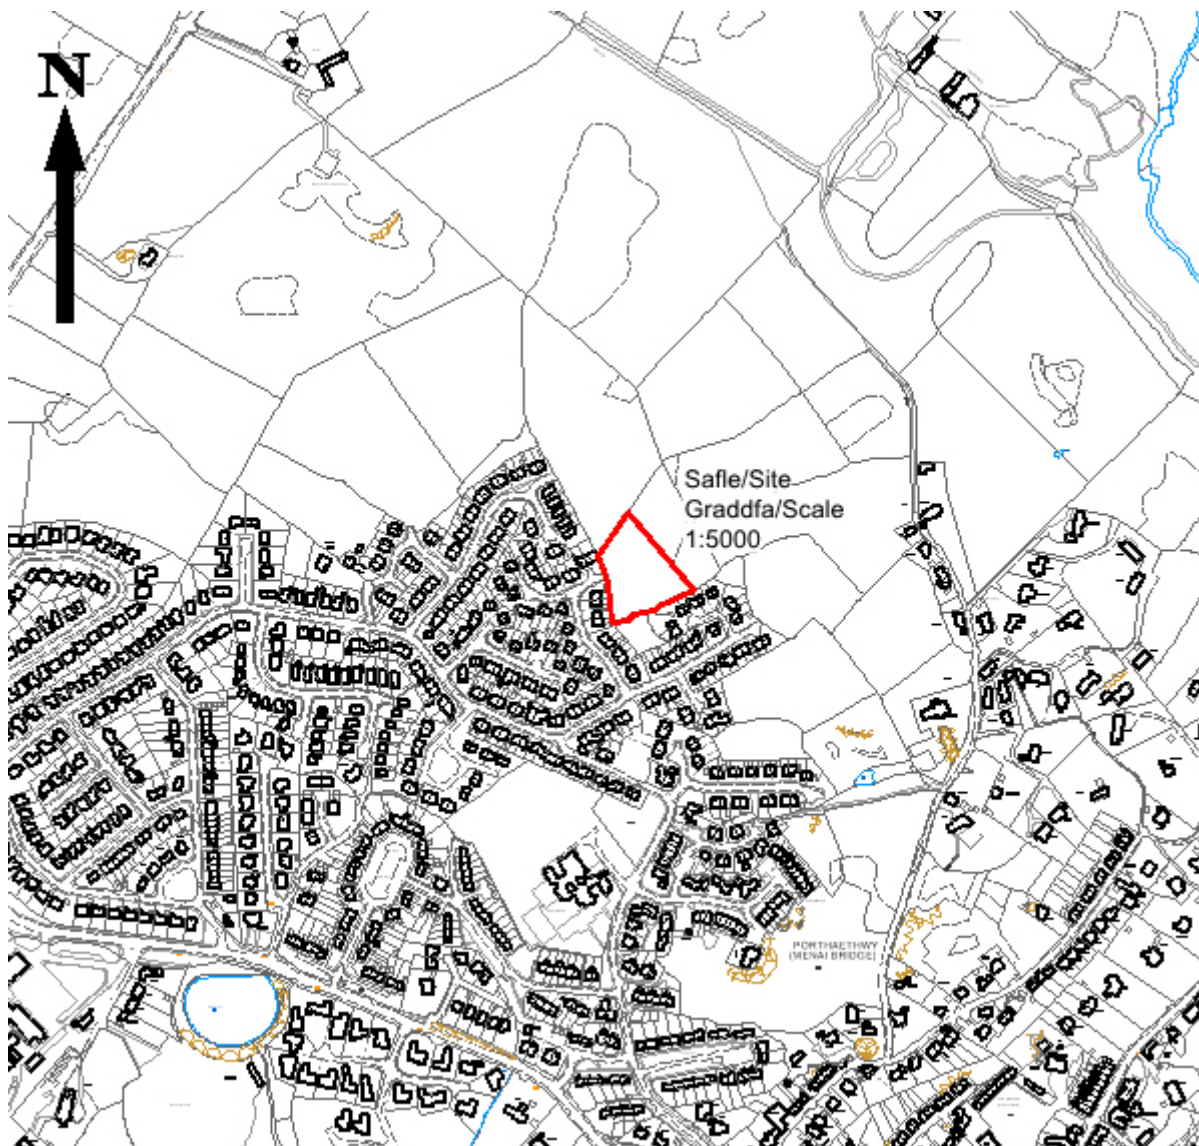 N
Safle/Site
Graddfa/Scale
1:5000
PORTHAETHWY
(MENAI BRIDGE)